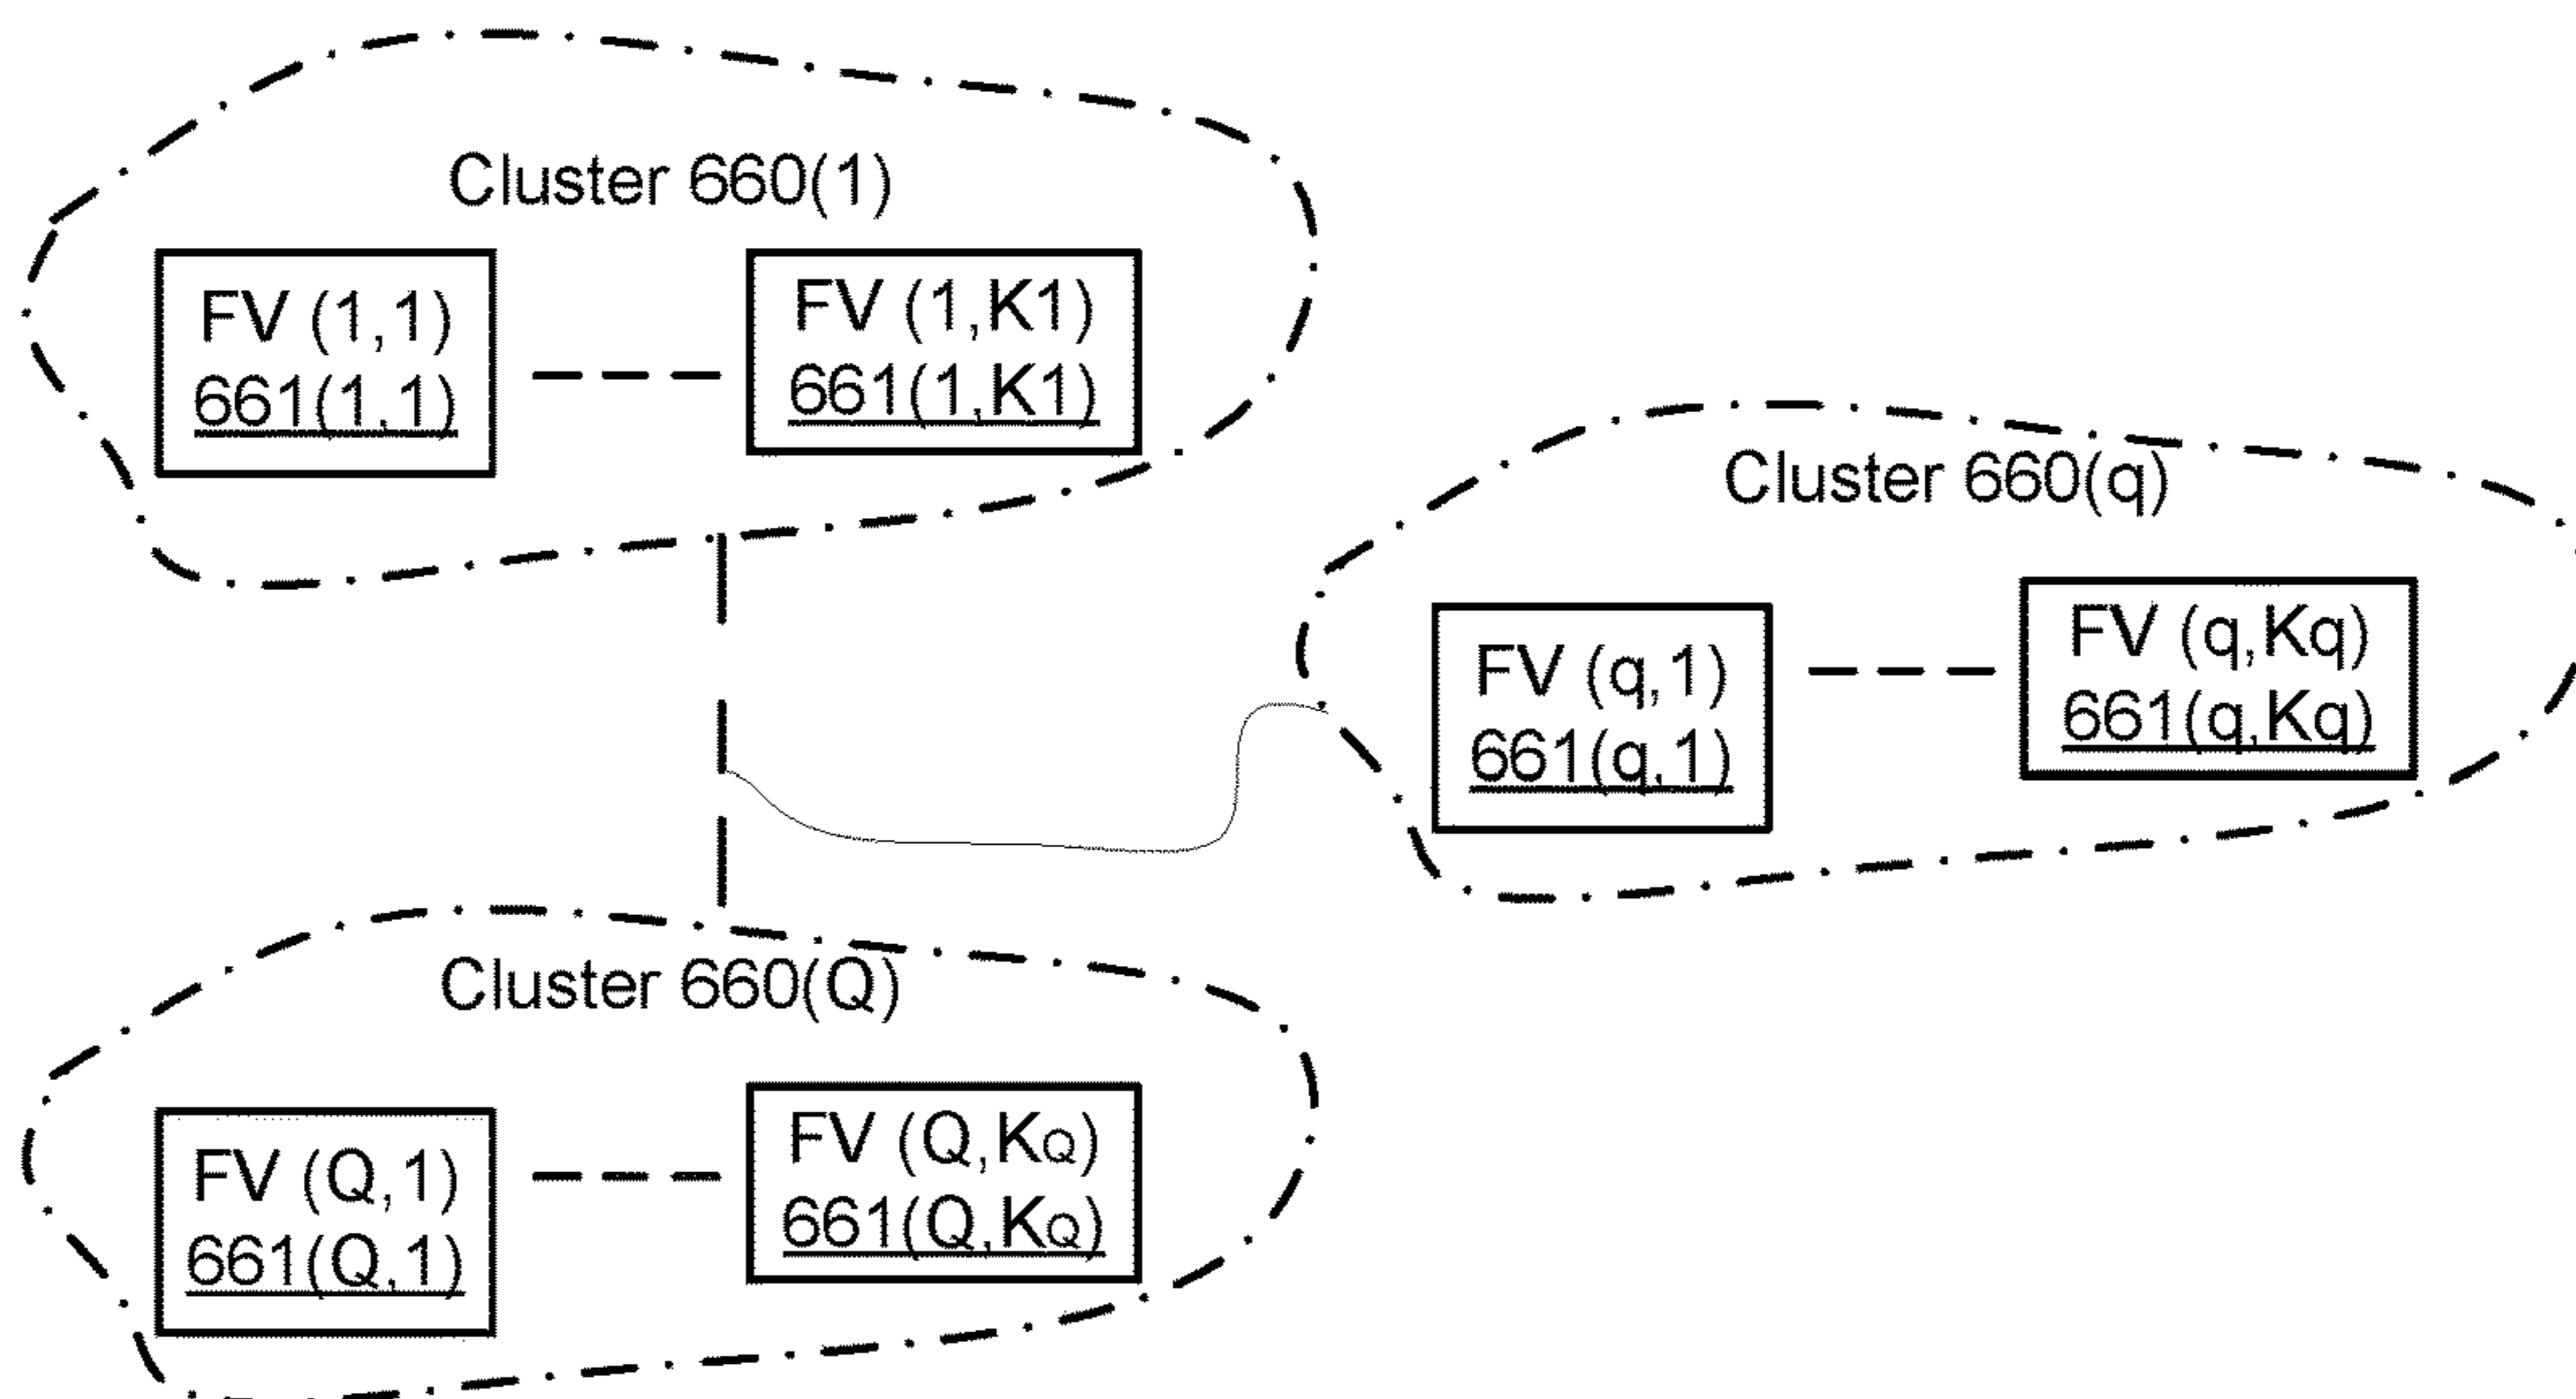 Cluster 660(1)
FV (1,1)
661(1,1)
FV (1,K1)
661(1,K1)
Cluster 660(q)
FV (q,1)
661(q,1)
FV (q,Kq)
661(q,Kq)
Cluster 660(Q)
FV (Q,1)
661(Q,1)
FV (Q,KQ)
661(Q,KQ)